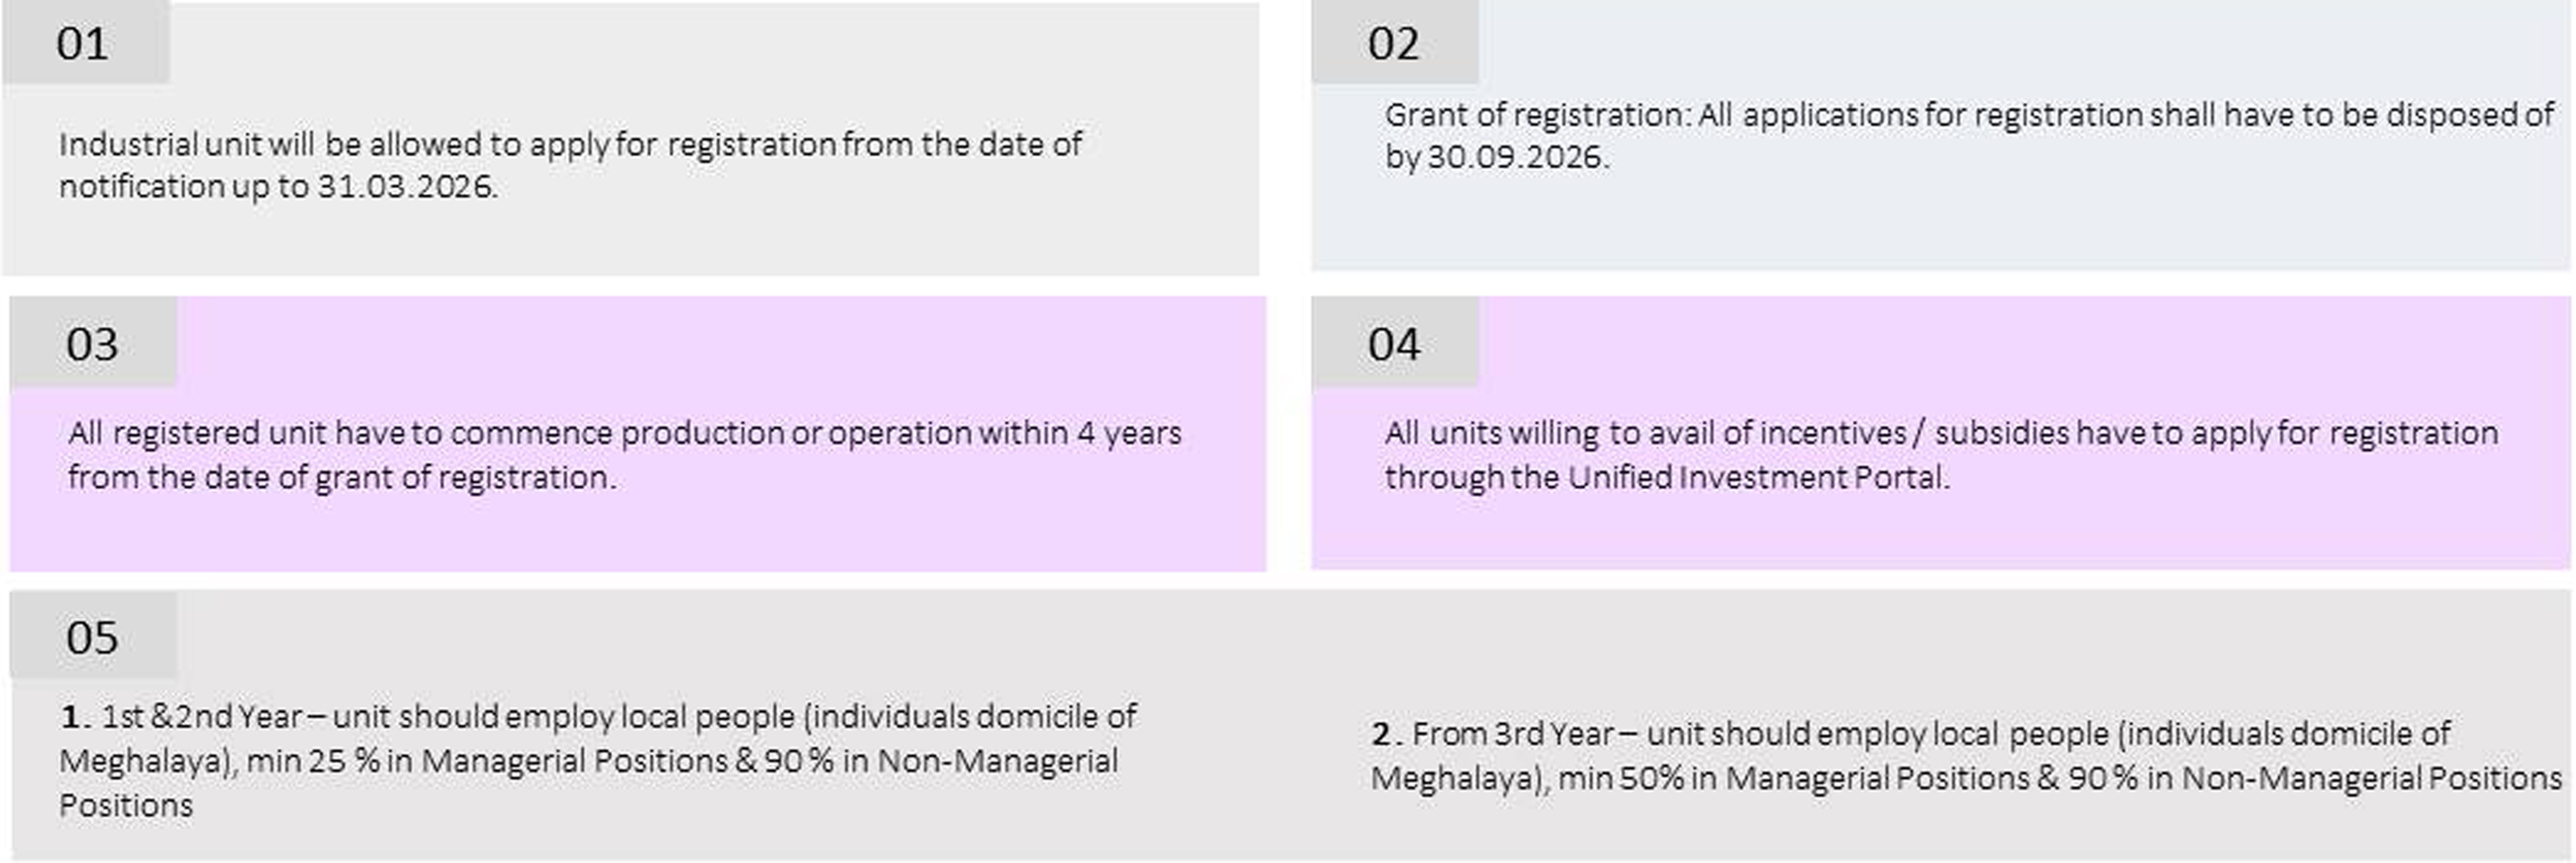 01
Industrial unit will be allowed to apply for registration from the date of
notification up to 31.03.2026.
02
Grant of registration: All applications for registration shall have to be disposed of
by 30.09.2026.
03
All registered unit have to commence production or operation within 4 years
from the date of grant of registration.
04
All units willing to avail of incentives / subsidies have to apply for registration
through the Unified Investment Portal.
05
1. 1st &2nd Year – unit should employ local people (individuals domicile of
Meghalaya), min 25 % in Managerial Positions & 90 % in Non-Managerial
Positions
2. From 3rd Year – unit should employ local people (individuals domicile of
Meghalaya), min 50% in Managerial Positions & 90 % in Non-Managerial Positions